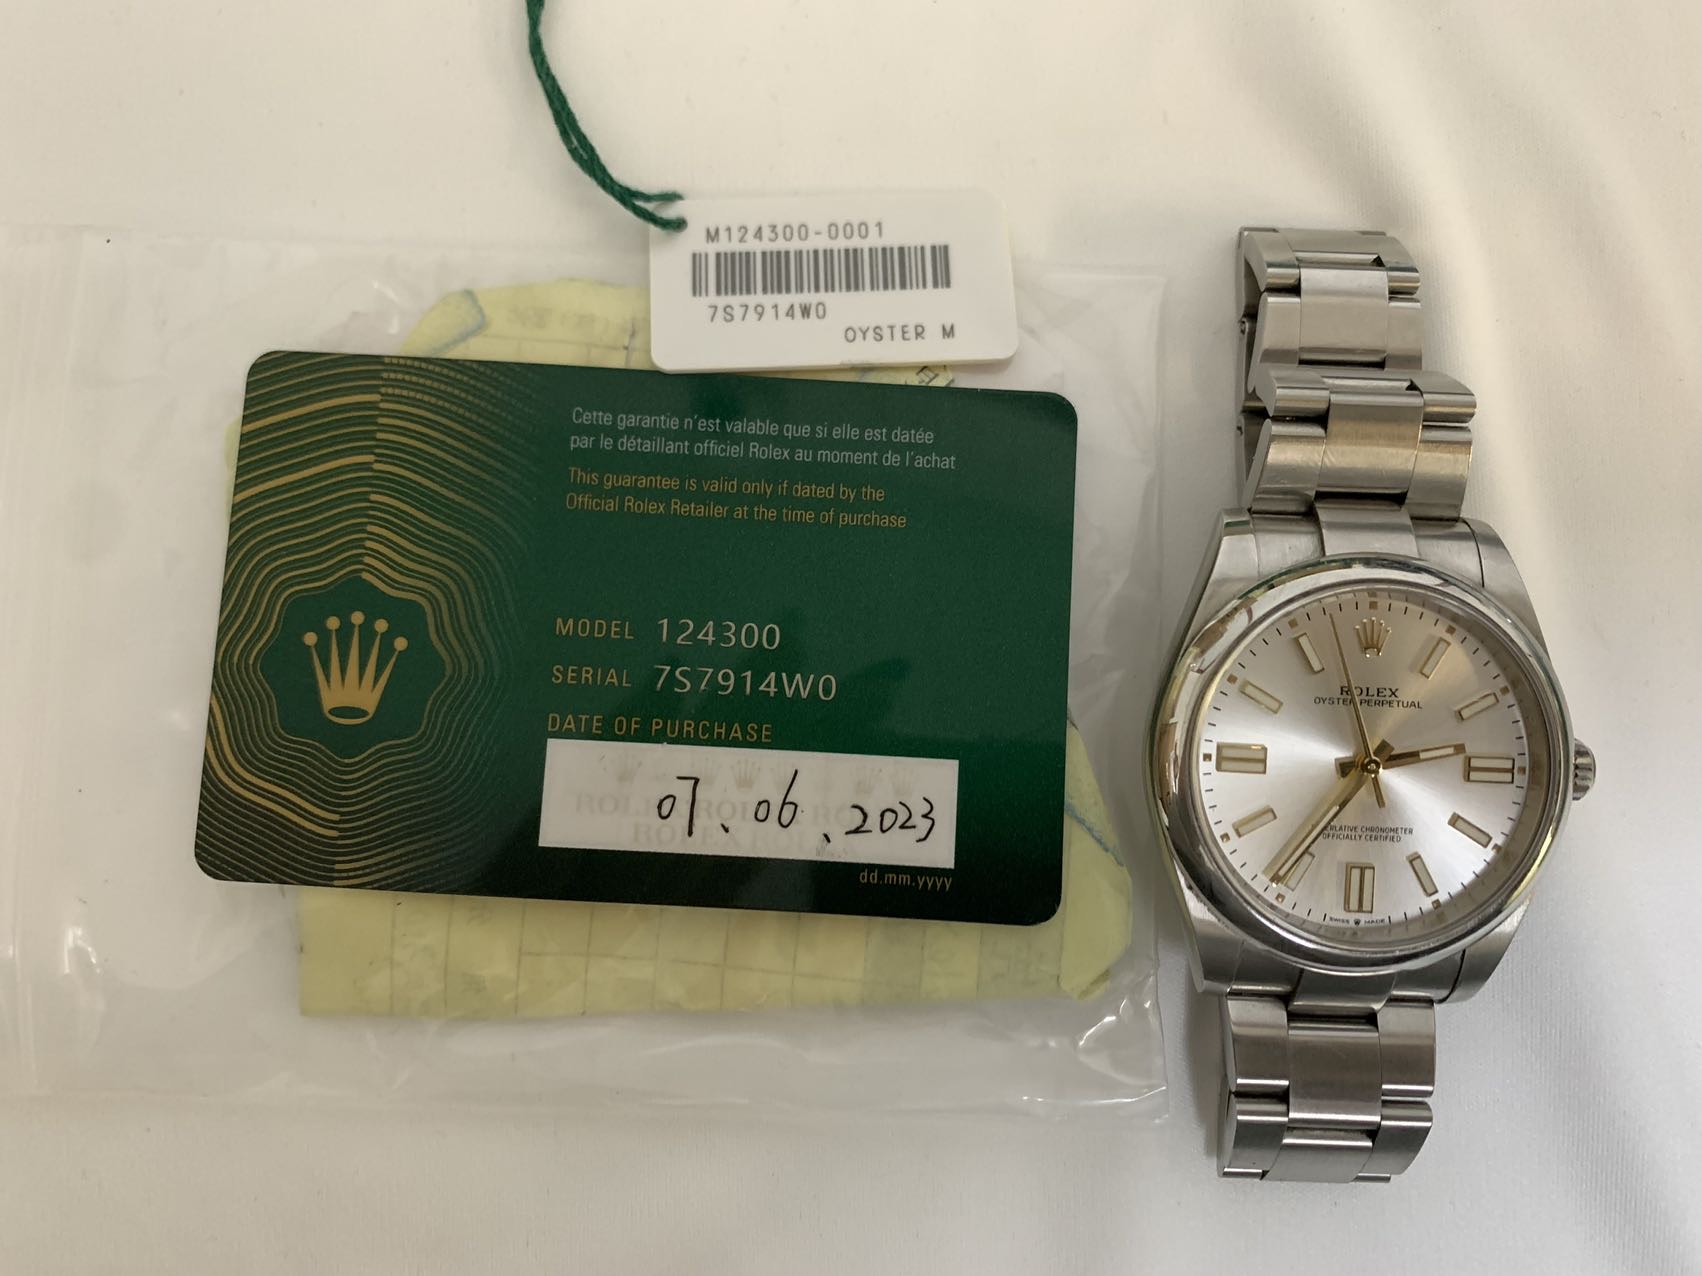 M124300-0001
7S7914W0
OYSTER M
Cette garantie n'est valable que si elle est datée
par le détaillant officiel Rolex au moment de l'achat
This guarantee is valid only if dated by the
Official Rolex Retailer at the time of purchase
MODEL 124300
SERIAL 7S7914W0
DATE OF PURCHASE
07.06.2023
dd.mm.yyyy
ROLEX
OYSTER PERPETUAL
CHRONOMETER
OFFICIALLY CERTIFIED
SWISS MADE